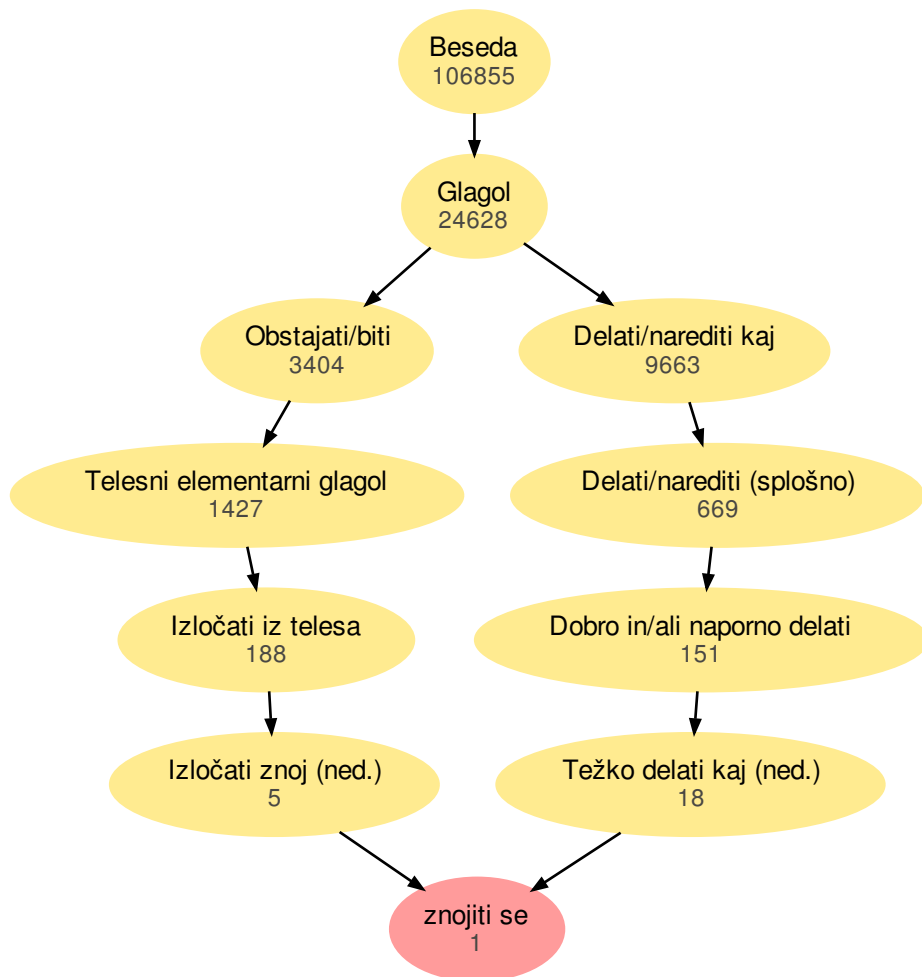 Beseda
106855
Glagol
24628
Obstajati/biti
3404
Delati/narediti kaj
9663
Telesni elementarni glagol
1427
Delati/narediti (splošno)
669
Izločati iz telesa
188
Dobro in/ali naporno delati
151
Izločati znoj (ned.)
5
Težko delati kaj (ned.)
18
znojiti se
1